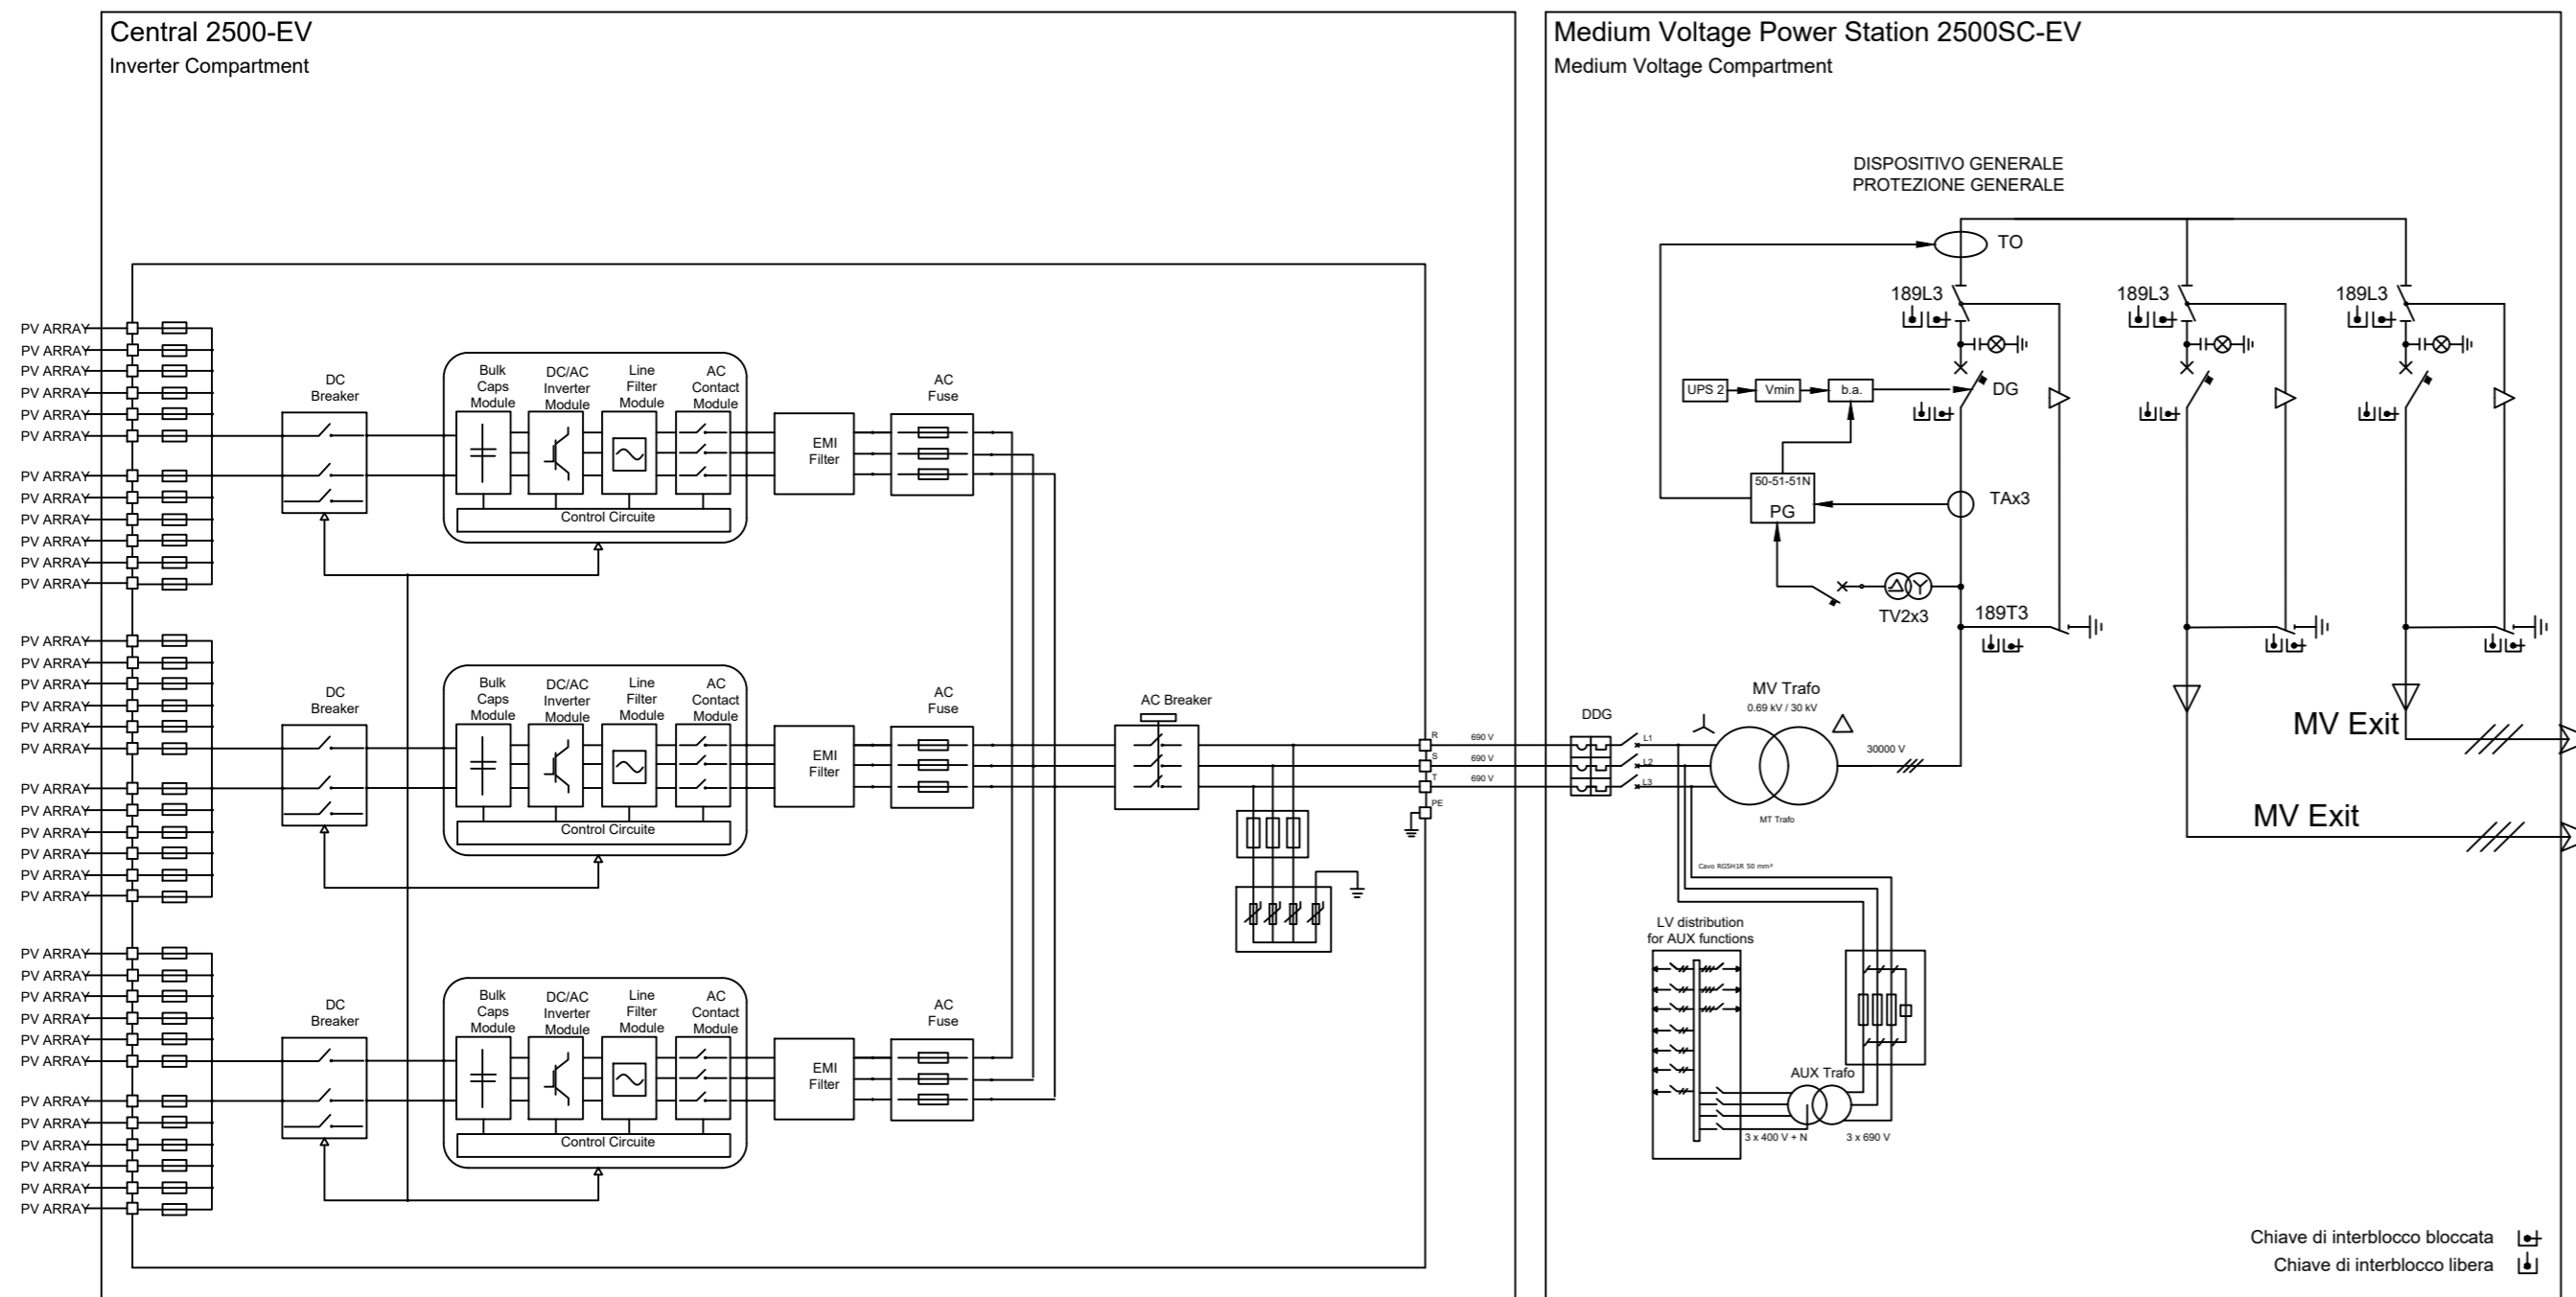 Central 2500-EV
Inverter Compartment
PV ARRAY
PV ARRAY
PV ARRAY
PV ARRAY
PV ARRAY
PV ARRAY
PV ARRAY
PV ARRAY
PV ARRAY
PV ARRAY
PV ARRAY
PV ARRAY
DC
Breaker
Bulk
Caps
Module
DC/AC
Inverter
Module
Line
Filter
Module
AC
Contact
Module
Control Circuite
EMI
Filter
AC
Fuse
PV ARRAY
PV ARRAY
PV ARRAY
PV ARRAY
PV ARRAY
PV ARRAY
PV ARRAY
PV ARRAY
PV ARRAY
PV ARRAY
PV ARRAY
PV ARRAY
DC
Breaker
Bulk
Caps
Module
DC/AC
Inverter
Module
Line
Filter
Module
AC
Contact
Module
Control Circuite
EMI
Filter
AC
Fuse
AC Breaker
R
S
T
PE
690 V
690 V
690 V
PV ARRAY
PV ARRAY
PV ARRAY
PV ARRAY
PV ARRAY
PV ARRAY
PV ARRAY
PV ARRAY
PV ARRAY
PV ARRAY
PV ARRAY
PV ARRAY
DC
Breaker
Bulk
Caps
Module
DC/AC
Inverter
Module
Line
Filter
Module
AC
Contact
Module
Control Circuite
EMI
Filter
AC
Fuse
Medium Voltage Power Station 2500SC-EV
Medium Voltage Compartment
DISPOSITIVO GENERALE
PROTEZIONE GENERALE
TO
189L3
189L3
189L3
UPS 2
Vmin
b.a.
DG
50-51-51N
PG
TAx3
TV2x3
189T3
DDG
L1
L2
L3
MV Trafo
0.69 kV / 30 kV
MT Trafo
30000 V
MV Exit
MV Exit
Cavo RG5H1R 50 mm²
LV distribution
for AUX functions
AUX Trafo
3 x 400 V + N
3 x 690 V
Chiave di interblocco bloccata
Chiave di interblocco libera